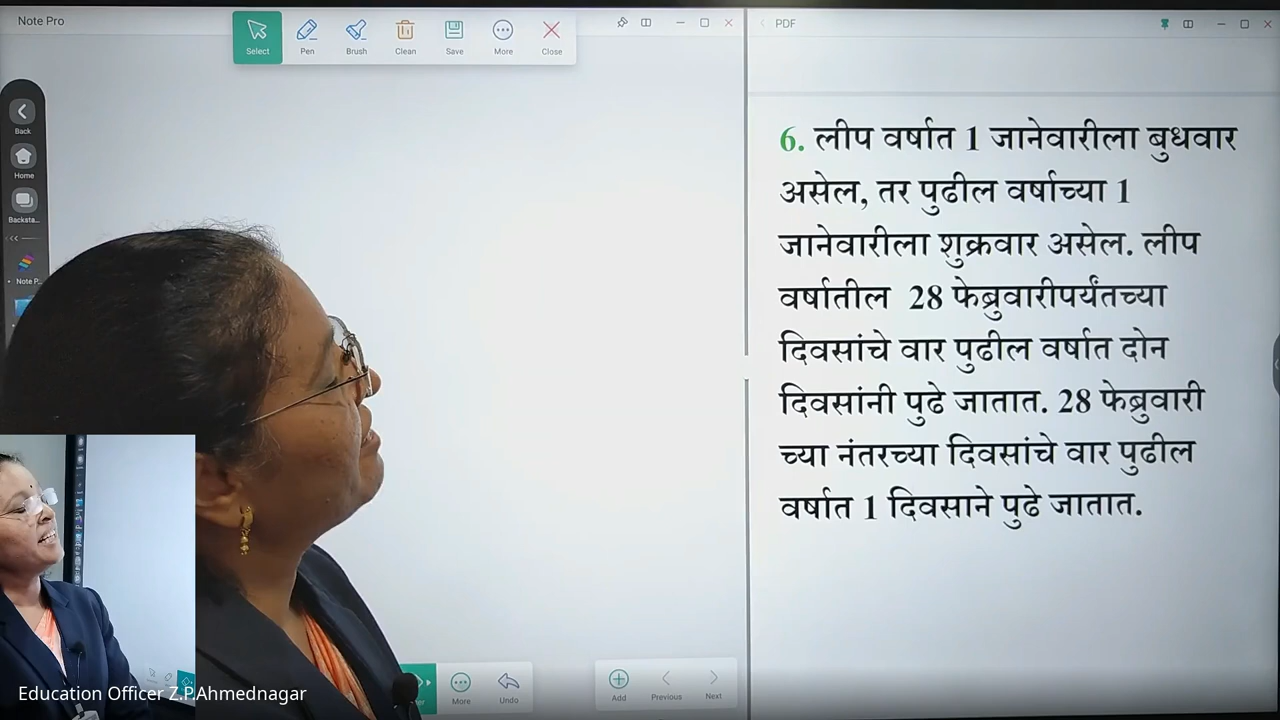 Note Pro
Select
Pen
Brush
Clean
Save
More
Close
PDF
Back
Home
Backsta...
Note P..
6. लीप वर्षात 1 जानेवारीला बुधवार
असेल, तर पुढील वर्षाच्या 1
जानेवारीला शुक्रवार असेल. लीप
वर्षातील 28 फेब्रुवारीपर्यंतच्या
दिवसांचे वार पुढील वर्षात दोन
दिवसांनी पुढे जातात. 28 फेब्रुवारी
च्या नंतरच्या दिवसांचे वार पुढील
वर्षात 1 दिवसाने पुढे जातात.
More
Undo
Add
Previous
Next
Education Officer Z.P.Ahmednagar